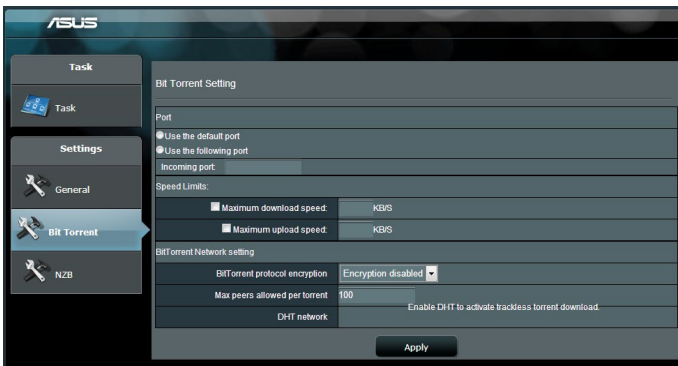 ASUS
Task
Task
Settings
General
Bit Torrent
NZB
Bit Torrent Setting
Port
Use the default port
Use the following port
Incoming port:
Speed Limits:
Maximum download speed: KB/S
Maximum upload speed: KB/S
BitTorrent Network setting
BitTorrent protocol encryption Encryption disabled
Max peers allowed per torrent 100
Enable DHT to activate trackless torrent download.
DHT network
Apply